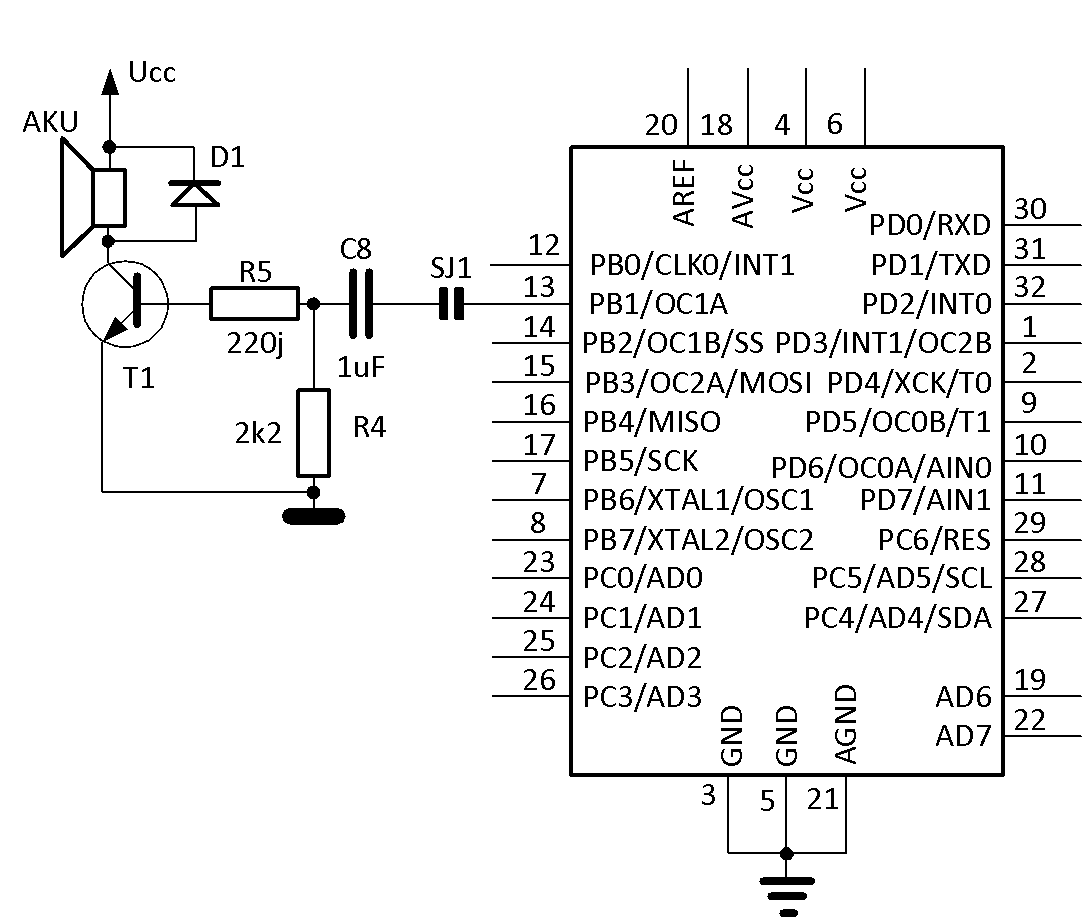 Ucc
AKU
D1
C8
SJ1
R5
220j
1uF
T1
2k2
R4
20 18 4 6
AREF AVcc Vcc Vcc
PD0/RXD 30
12 PB0/CLK0/INT1 PD1/TXD 31
13 PB1/OC1A PD2/INT0 32
14 PB2/OC1B/SS PD3/INT1/OC2B 1
15 PB3/OC2A/MOSI PD4/XCK/T0 2
16 PB4/MISO PD5/OC0B/T1 9
17 PB5/SCK PD6/OC0A/AIN0 10
7 PB6/XTAL1/OSC1 PD7/AIN1 11
8 PB7/XTAL2/OSC2 PC6/RES 29
23 PC0/AD0 PC5/AD5/SCL 28
24 PC1/AD1 PC4/AD4/SDA 27
25 PC2/AD2
26 PC3/AD3 AD6 19
AD7 22
GND GND AGND
3 5 21